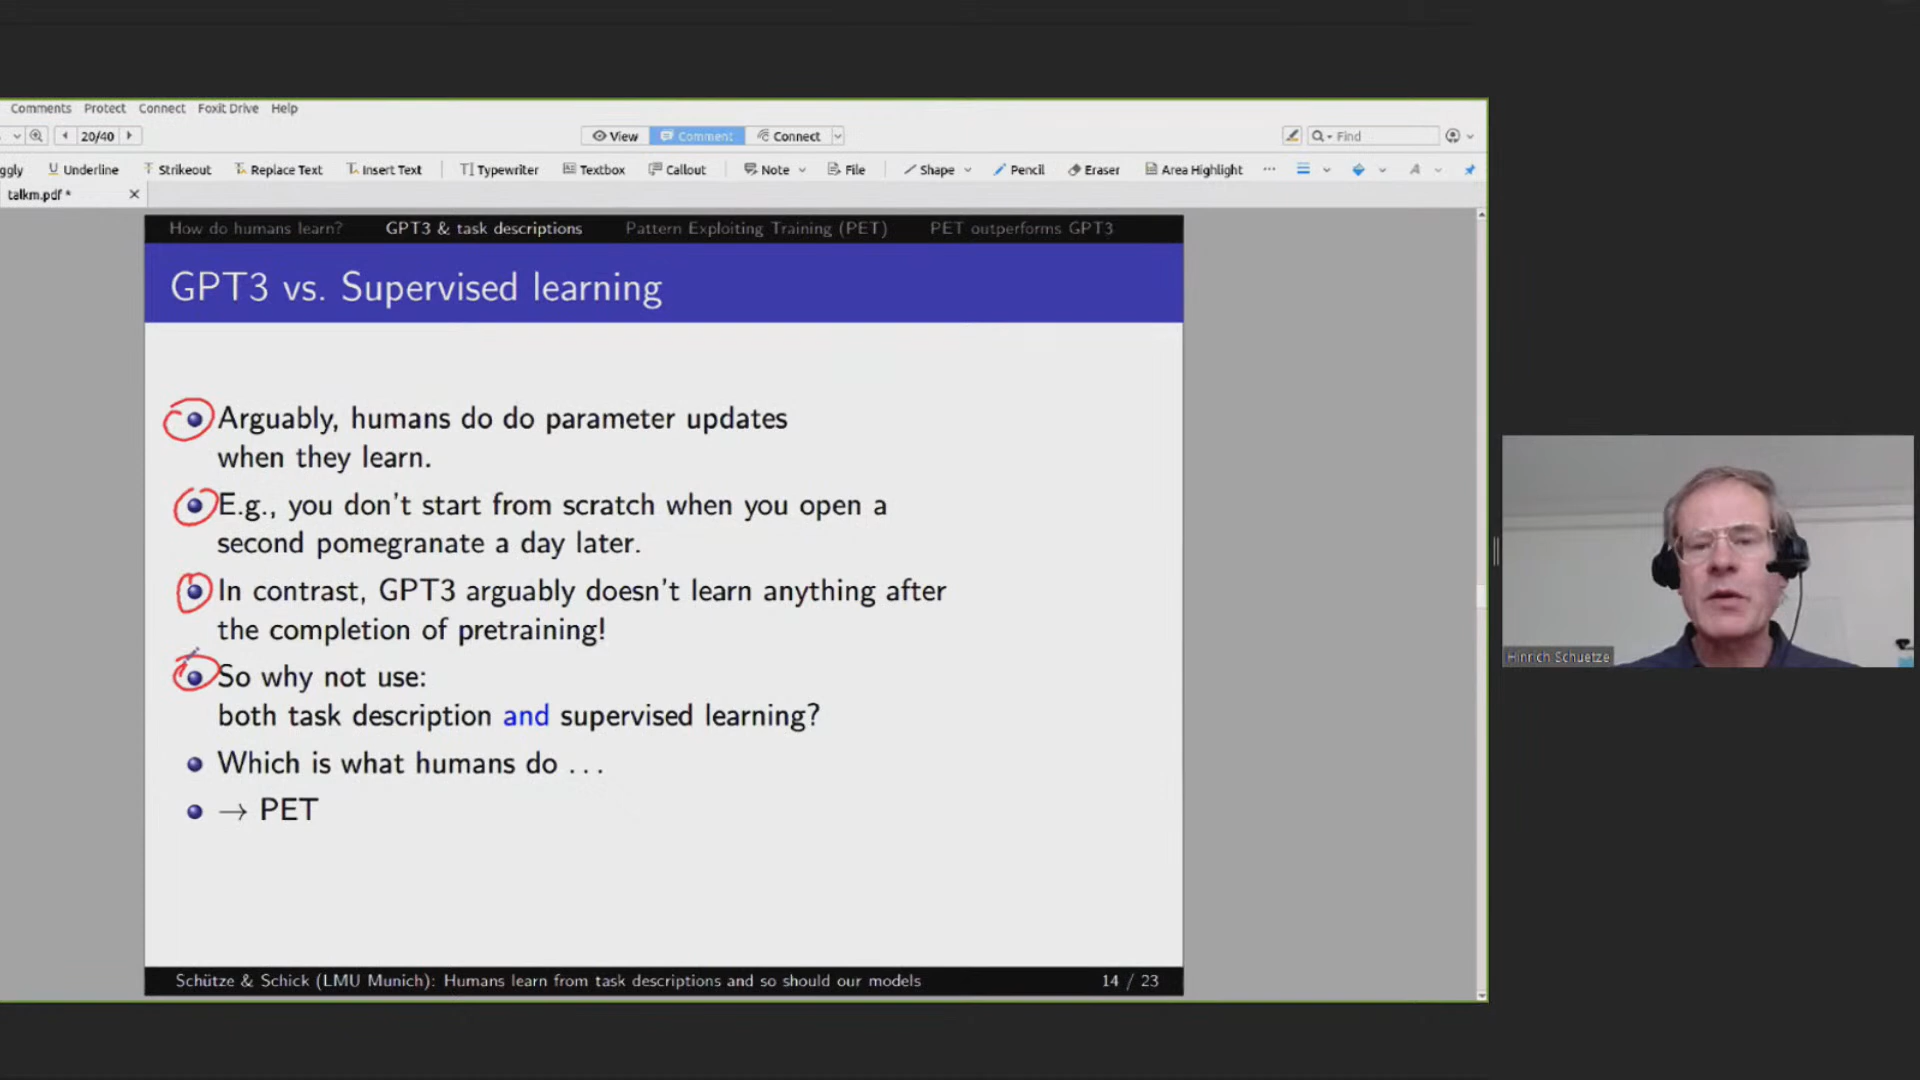 Comments Protect Connect Foxit Drive Help
20/40 View Comment Connect Find
ggly Underline Strikeout Replace Text Insert Text Typewriter Textbox Callout Note File Shape Pencil Eraser Area Highlight ... A
talkm.pdf *
How do humans learn? GPT3 & task descriptions Pattern Exploiting Training (PET) PET outperforms GPT3
GPT3 vs. Supervised learning
Arguably, humans do do parameter updates
when they learn.
E.g., you don't start from scratch when you open a
second pomegranate a day later.
In contrast, GPT3 arguably doesn't learn anything after
the completion of pretraining!
So why not use:
both task description and supervised learning?
Which is what humans do ...
→ PET
Schütze & Schick (LMU Munich): Humans learn from task descriptions and so should our models 14 / 23
Hinrich Schuetze